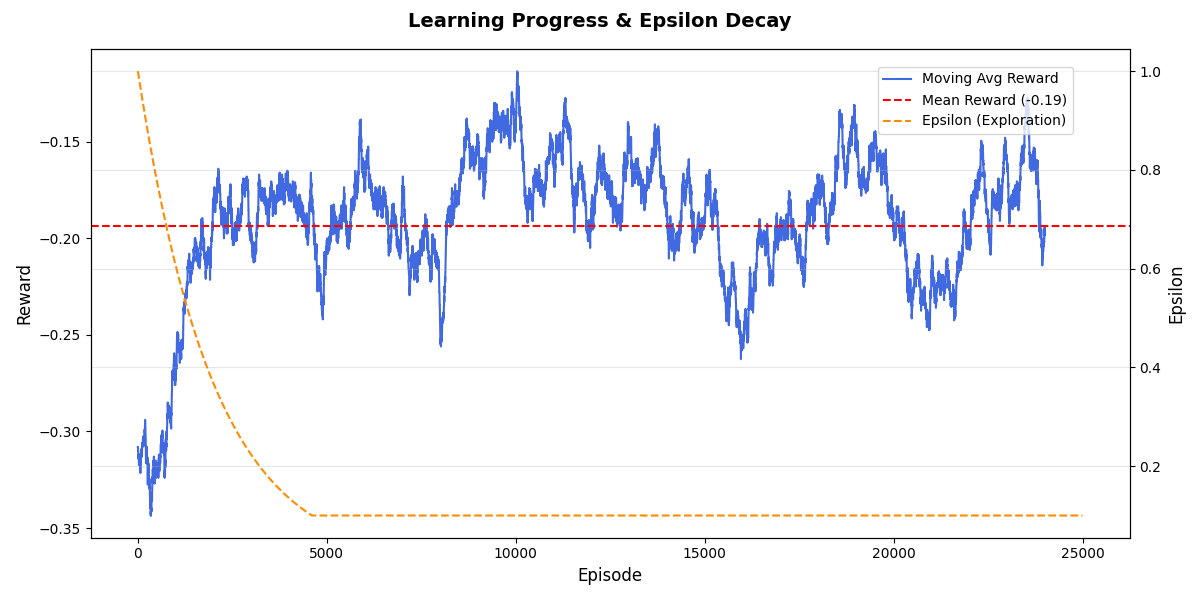 Learning Progress & Epsilon Decay
Moving Avg Reward
Mean Reward (-0.19)
Epsilon (Exploration)
Reward
−0.15
−0.20
−0.25
−0.30
−0.35
1.0
0.8
0.6
0.4
0.2
Epsilon
0 5000 10000 15000 20000 25000
Episode